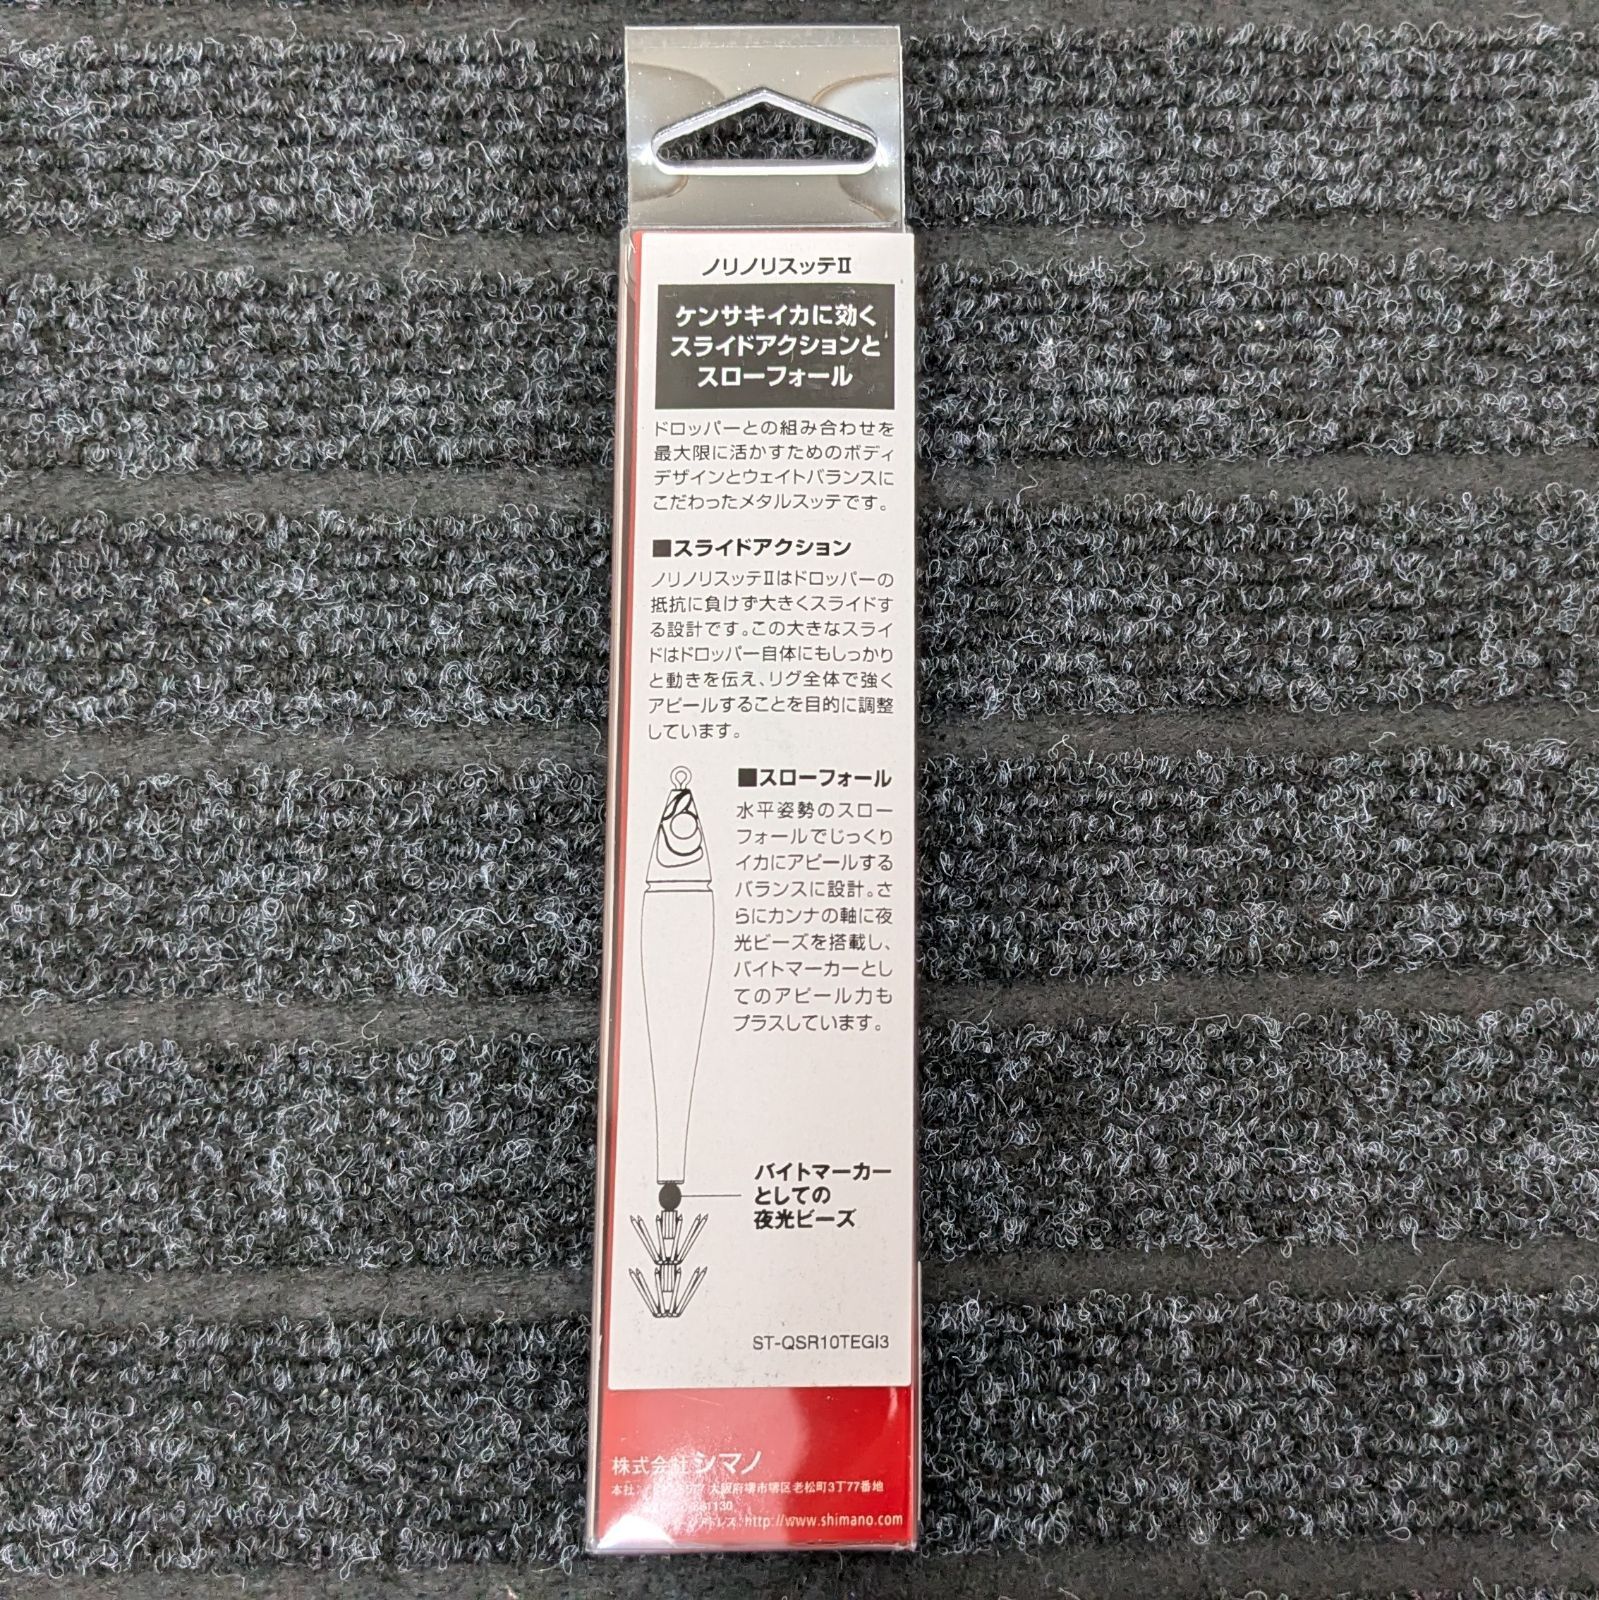 ノリノリスッテⅡ
ケンサキイカに効く
スライドアクションと
スローフォール
ドロッパーとの組み合わせを
最大限に活かすためのボディ
デザインとウェイトバランスに
こだわったメタルスッテです。
■スライドアクション
ノリノリスッテⅡはドロッパーの
抵抗に負けず大きくスライドす
る設計です。この大きなスライ
ドはドロッパー自体にもしっかり
と動きを伝え、リグ全体で強く
アピールすることを目的に調整
しています。
■スローフォール
水平姿勢のスロー
フォールでじっくり
イカにアピールする
バランスに設計。さ
らにカンナの軸に夜
光ビーズを搭載し、
バイトマーカーとし
てのアピール力も
プラスしています。
バイトマーカー
としての
夜光ビーズ
ST-QSR10TEGI3
株式会社シマノ
本社: 大阪府堺市堺区老松町3丁77番地
http://www.shimano.com